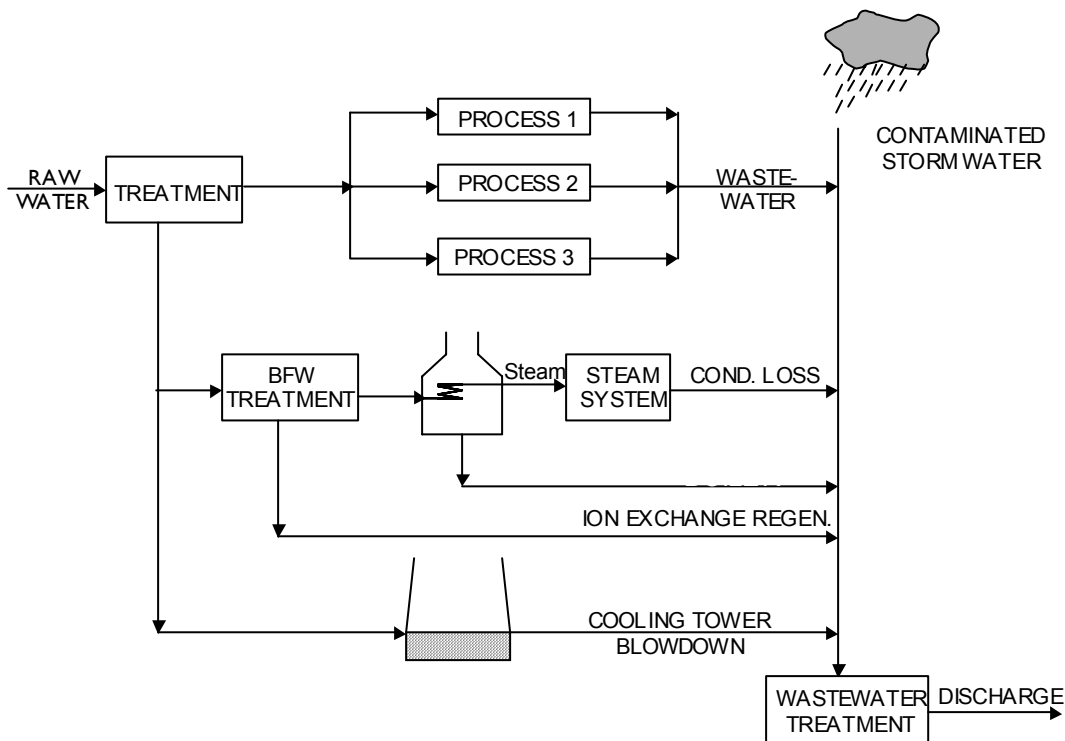 PROCESS 1
CONTAMINATED
STORM WATER
RAW
WATER
TREATMENT
PROCESS 2
WASTE-
WATER
PROCESS 3
BFW
TREATMENT
Steam
STEAM
SYSTEM
COND. LOSS
ION EXCHANGE REGEN.
COOLING TOWER
BLOWDOWN
WASTEWATER
TREATMENT
DISCHARGE